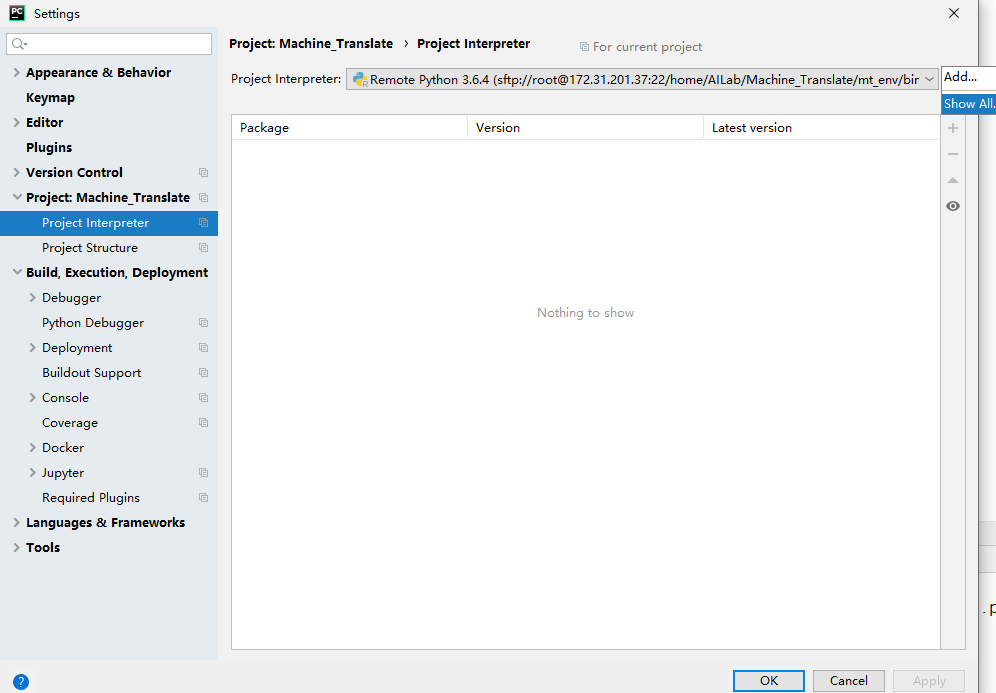 PC Settings
Project: Machine_Translate › Project Interpreter For current project
Project Interpreter: Remote Python 3.6.4 (sftp://root@172.31.201.37:22/home/AILab/Machine_Translate/mt_env/bin
Add...
Show All.
Appearance & Behavior
Keymap
Editor
Plugins
Version Control
Project: Machine_Translate
Project Interpreter
Project Structure
Build, Execution, Deployment
Debugger
Python Debugger
Deployment
Buildout Support
Console
Coverage
Docker
Jupyter
Required Plugins
Languages & Frameworks
Tools
Package Version Latest version
Nothing to show
. p
?
OK Cancel Apply